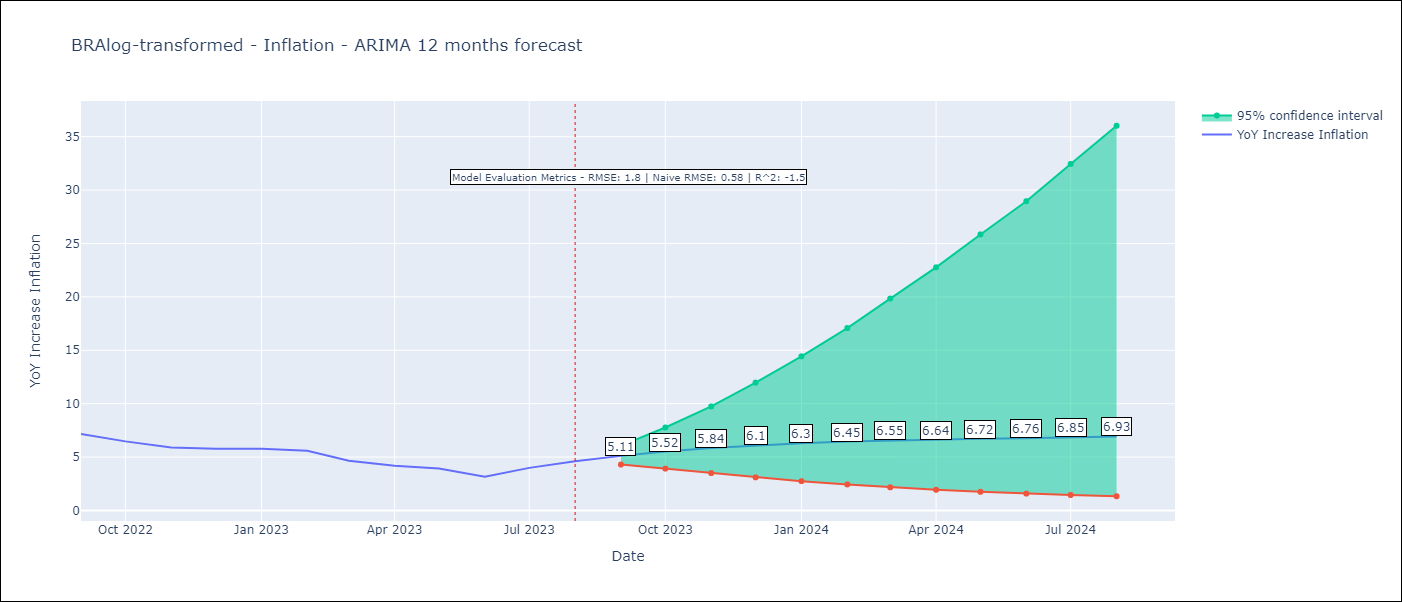 BRAlog-transformed - Inflation - ARIMA 12 months forecast
95% confidence interval
YoY Increase Inflation
Model Evaluation Metrics - RMSE: 1.8 | Naive RMSE: 0.58 | R^2: -1.5
YoY Increase Inflation
35
30
25
20
15
10
5
0
5.11
5.52
5.84
6.1
6.3
6.45
6.55
6.64
6.72
6.76
6.85
6.93
Oct 2022
Jan 2023
Apr 2023
Jul 2023
Oct 2023
Jan 2024
Apr 2024
Jul 2024
Date